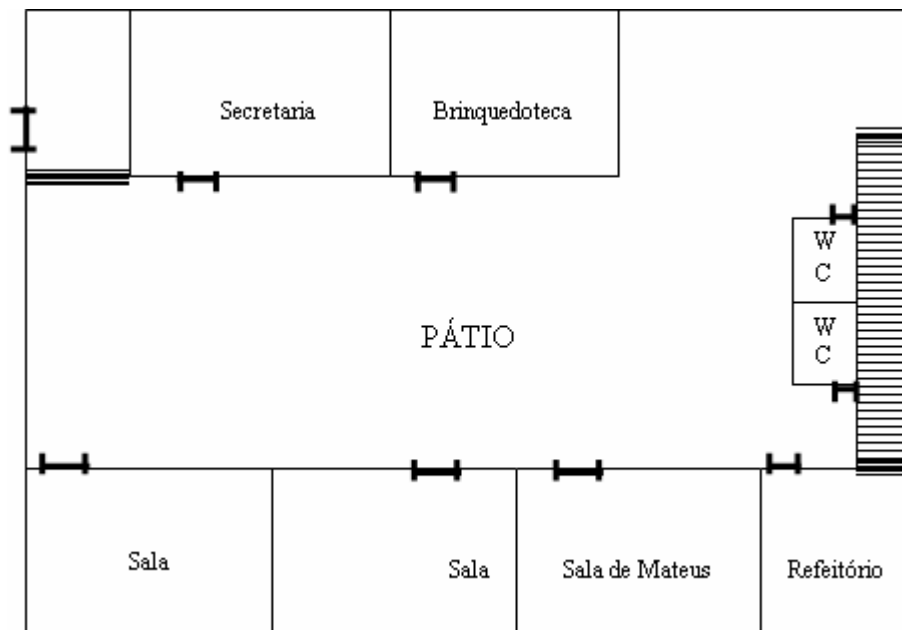 Secretaria
Brinquedoteca
W
C
W
C
PÁTIO
Sala
Sala
Sala de Mateus
Refeitório